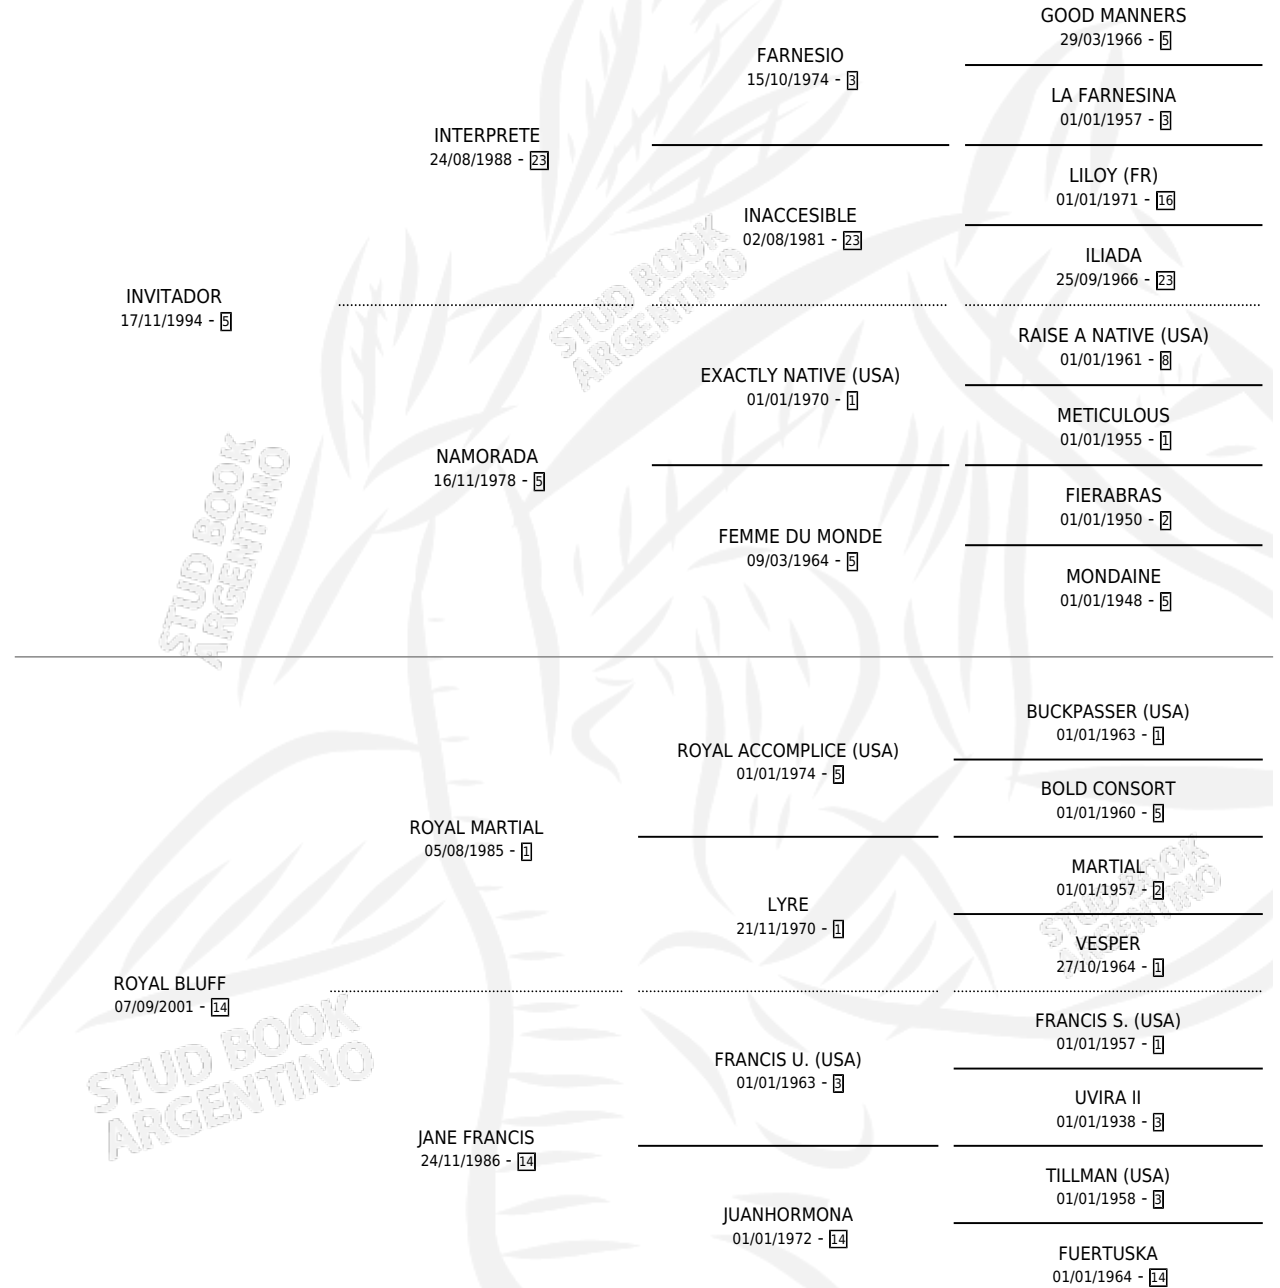 GOOD MANNERS
29/03/1966 - 5
FARNESIO
15/10/1974 - 3
LA FARNESINA
01/01/1957 - 3
INTERPRETE
24/08/1988 - 23
LILOY (FR)
01/01/1971 - 16
INACCESIBLE
02/08/1981 - 23
ILIADA
25/09/1966 - 23
INVITADOR
17/11/1994 - 5
RAISE A NATIVE (USA)
01/01/1961 - 8
EXACTLY NATIVE (USA)
01/01/1970 - 1
METICULOUS
01/01/1955 - 1
NAMORADA
16/11/1978 - 5
FIERABRAS
01/01/1950 - 2
FEMME DU MONDE
09/03/1964 - 5
MONDAINE
01/01/1948 - 5
BUCKPASSER (USA)
01/01/1963 - 1
ROYAL ACCOMPLICE (USA)
01/01/1974 - 5
BOLD CONSORT
01/01/1960 - 5
ROYAL MARTIAL
05/08/1985 - 1
MARTIAL
01/01/1957 - 2
LYRE
21/11/1970 - 1
VESPER
27/10/1964 - 1
ROYAL BLUFF
07/09/2001 - 14
FRANCIS S. (USA)
01/01/1957 - 1
FRANCIS U. (USA)
01/01/1963 - 3
UVIRA II
01/01/1938 - 3
JANE FRANCIS
24/11/1986 - 14
TILLMAN (USA)
01/01/1958 - 3
JUANHORMONA
01/01/1972 - 14
FUERTUSKA
01/01/1964 - 14
STUD BOOK
ARGENTINO
STUD BOOK
ARGENTINO
STUD BOOK
ARGENTINO
STUD BOOK
ARGENTINO